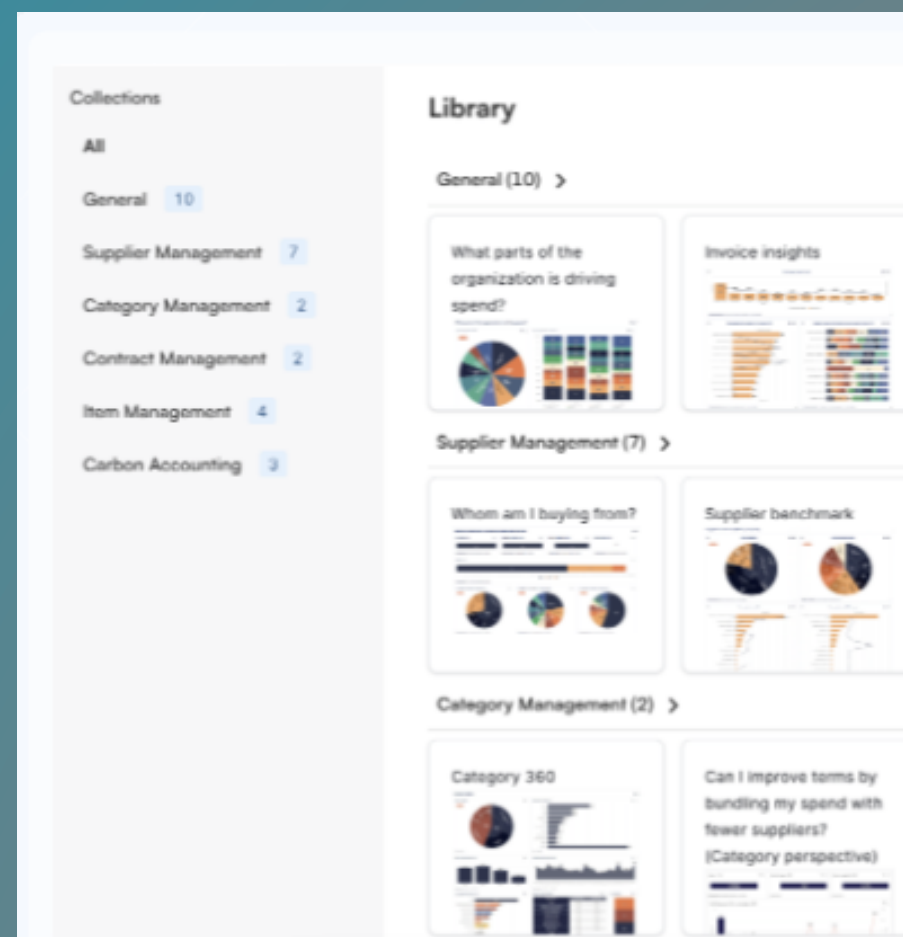 Collections
All
General 10
Supplier Management 7
Category Management 2
Contract Management 2
Item Management 4
Carbon Accounting 3
Library
General (10)
What parts of the
organization is driving
spend?
Invoice insights
Supplier Management (7)
Whom am I buying from?
Supplier benchmark
Category Management (2)
Category 360
Can I improve terms by
bundling my spend with
fewer suppliers?
(Category perspective)